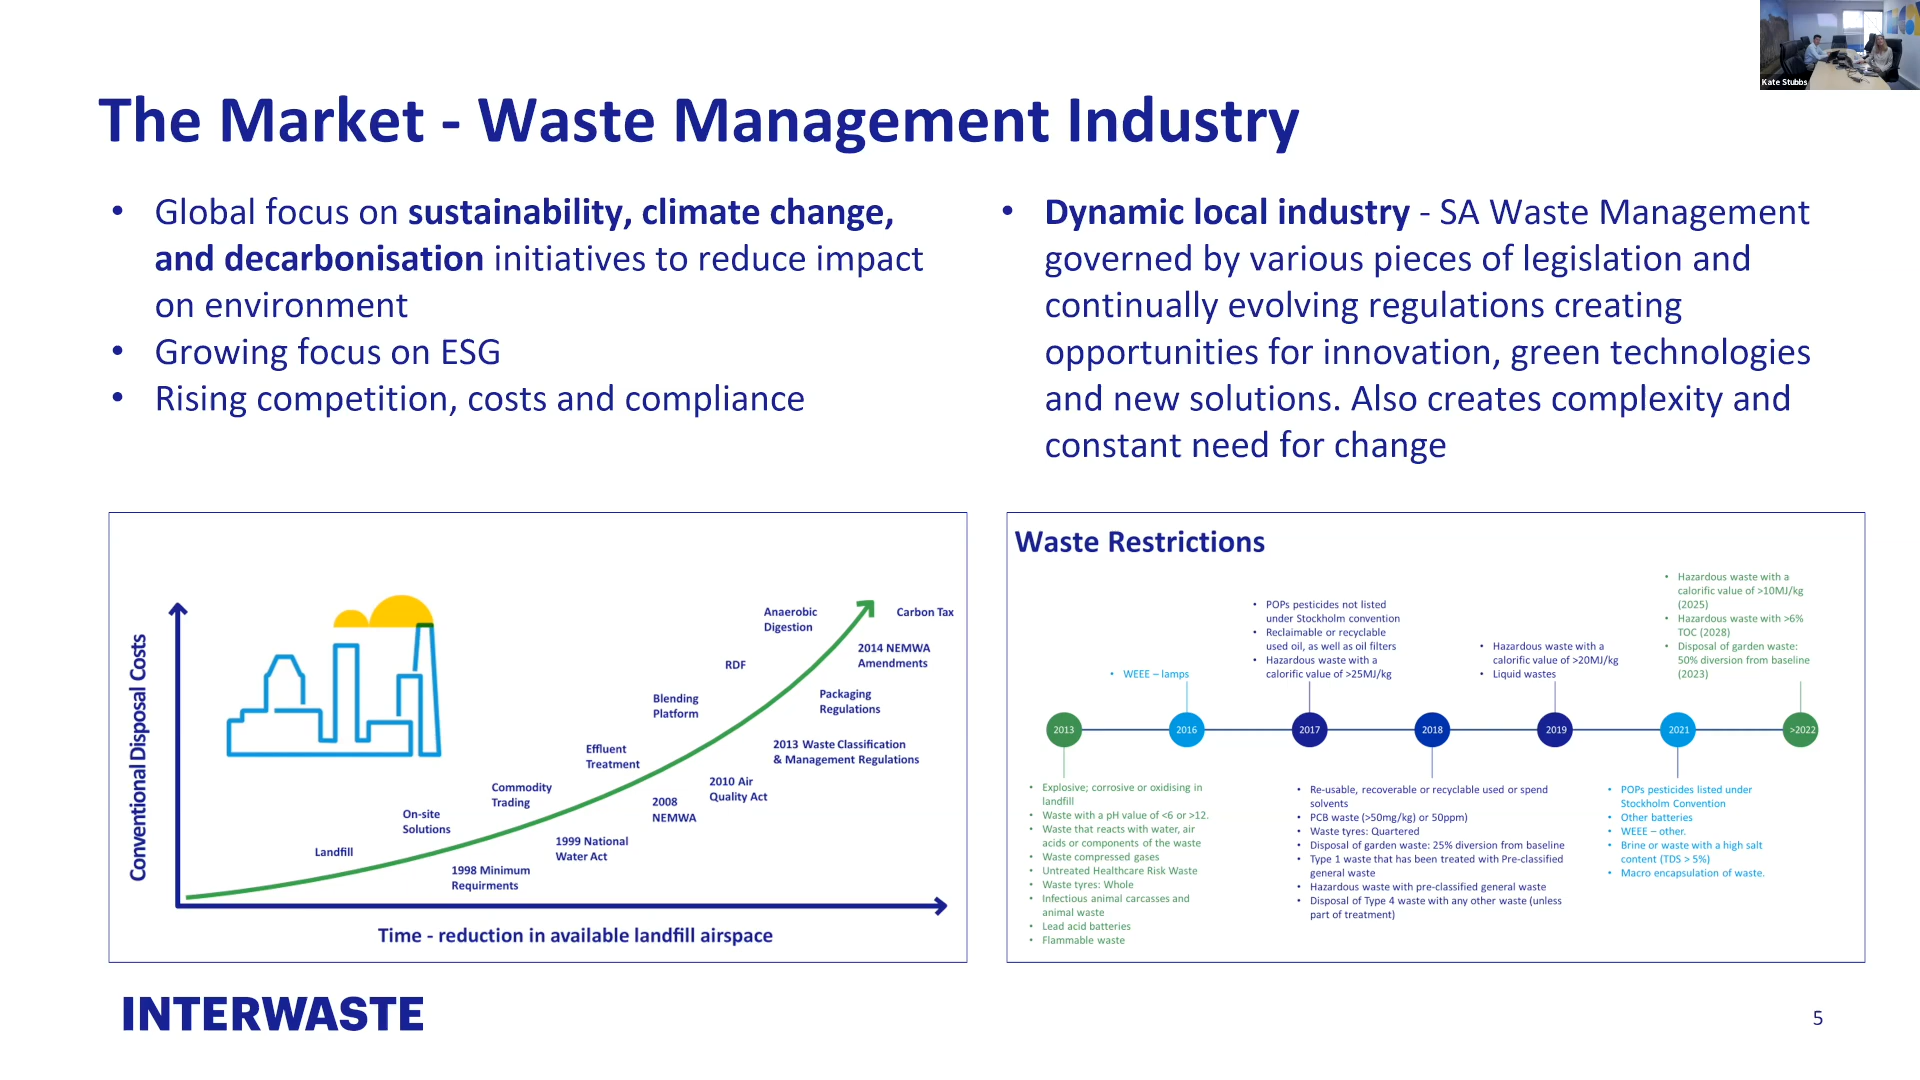 Kate Stubbs
The Market - Waste Management Industry
• Global focus on sustainability, climate change,
and decarbonisation initiatives to reduce impact
on environment
• Growing focus on ESG
• Rising competition, costs and compliance
• Dynamic local industry - SA Waste Management
governed by various pieces of legislation and
continually evolving regulations creating
opportunities for innovation, green technologies
and new solutions. Also creates complexity and
constant need for change
Conventional Disposal Costs
Landfill
On-site
Solutions
Commodity
Trading
Effluent
Treatment
Blending
Platform
RDF
Anaerobic
Digestion
Carbon Tax
2014 NEMWA
Amendments
Packaging
Regulations
2013 Waste Classification
& Management Regulations
2010 Air
Quality Act
2008
NEMWA
1999 National
Water Act
1998 Minimum
Requirments
Time - reduction in available landfill airspace
Waste Restrictions
• WEEE – lamps
• POPs pesticides not listed
under Stockholm convention
• Reclaimable or recyclable
used oil, as well as oil filters
• Hazardous waste with a
calorific value of >25MJ/kg
• Hazardous waste with a
calorific value of >20MJ/kg
• Liquid wastes
• Hazardous waste with a
calorific value of >10MJ/kg
(2025)
• Hazardous waste with >6%
TOC (2028)
• Disposal of garden waste:
50% diversion from baseline
(2023)
2013
2016
2017
2018
2019
2021
>2022
• Explosive; corrosive or oxidising in
landfill
• Waste with a pH value of <6 or >12.
• Waste that reacts with water, air
acids or components of the waste
• Waste compressed gases
• Untreated Healthcare Risk Waste
• Waste tyres: Whole
• Infectious animal carcasses and
animal waste
• Lead acid batteries
• Flammable waste
• Re-usable, recoverable or recyclable used or spend
solvents
• PCB waste (>50mg/kg) or 50ppm)
• Waste tyres: Quartered
• Disposal of garden waste: 25% diversion from baseline
• Type 1 waste that has been treated with Pre-classified
general waste
• Hazardous waste with pre-classified general waste
• Disposal of Type 4 waste with any other waste (unless
part of treatment)
• POPs pesticides listed under
Stockholm Convention
• Other batteries
• WEEE – other.
• Brine or waste with a high salt
content (TDS > 5%)
• Macro encapsulation of waste.
INTERWASTE
5